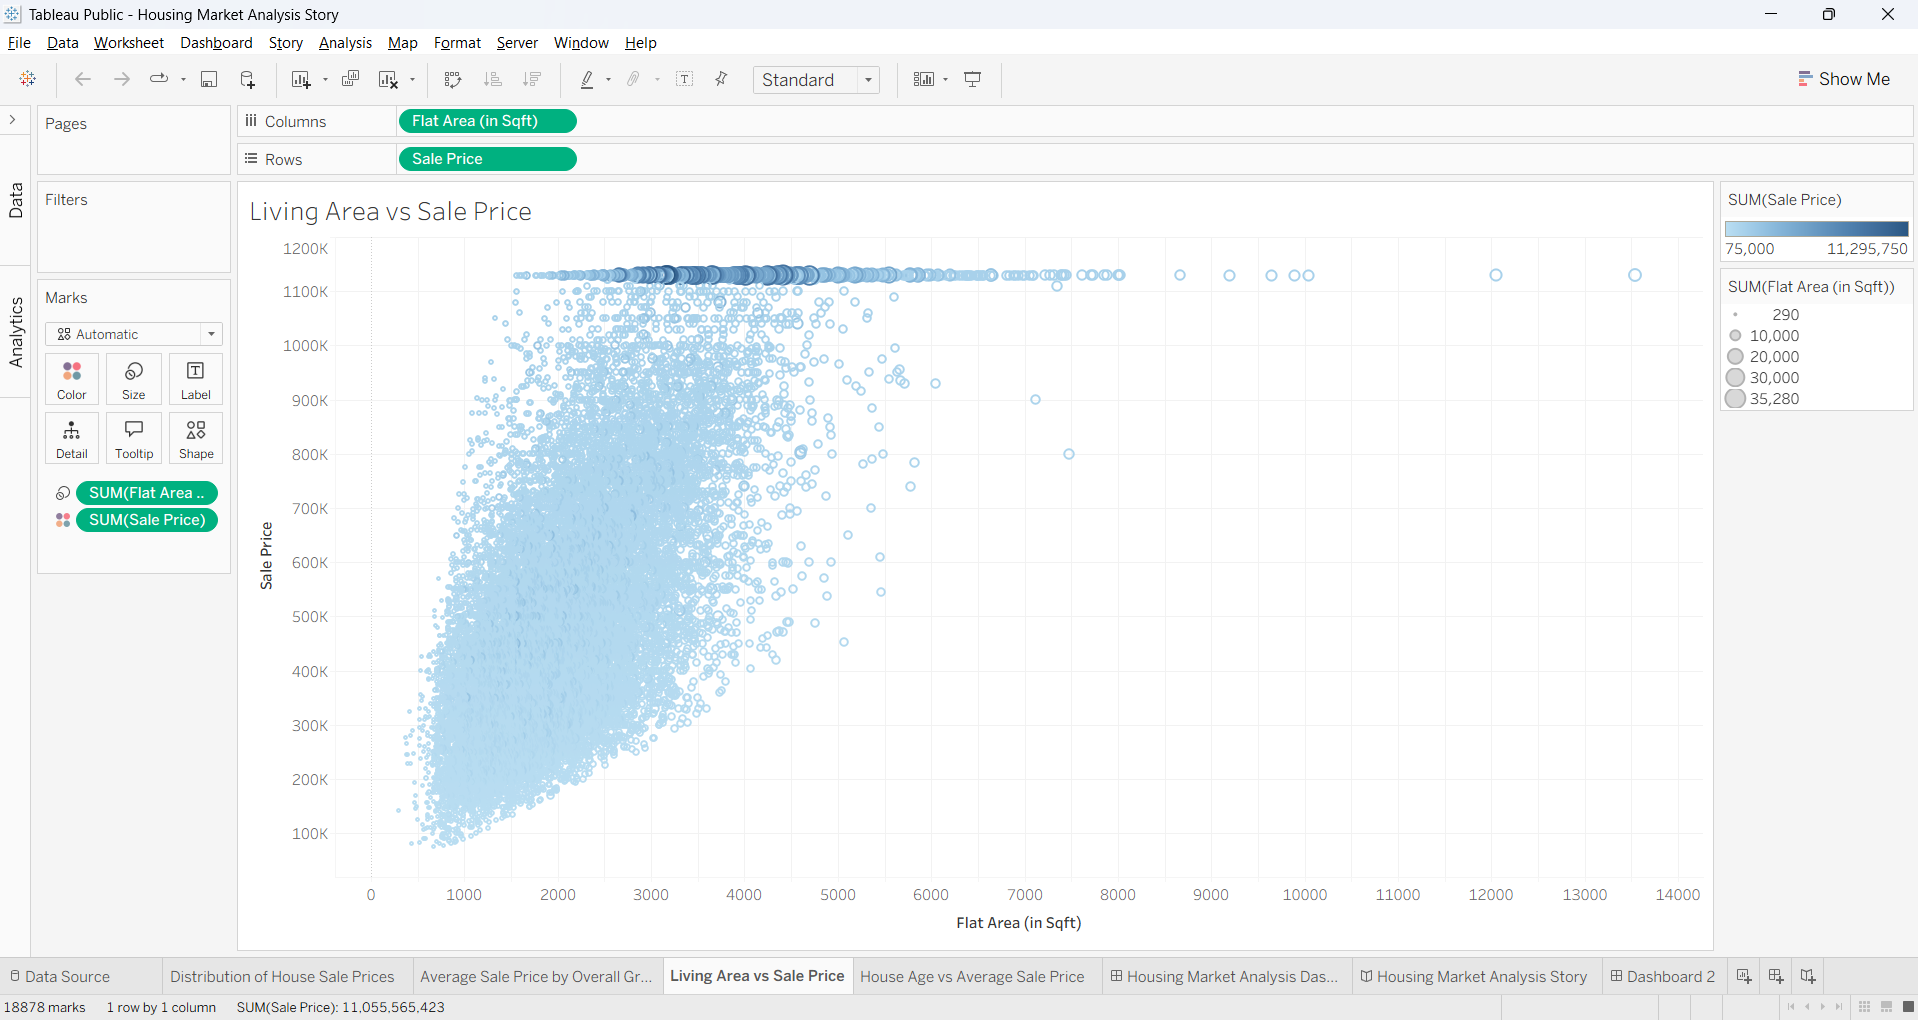 Tableau Public - Housing Market Analysis Story
File Data Worksheet Dashboard Story Analysis Map Format Server Window Help
Standard
Show Me
Data
Analytics
Pages
Filters
Marks
Automatic
Color Size Label
Detail Tooltip Shape
SUM(Flat Area ..
SUM(Sale Price)
Columns Flat Area (in Sqft)
Rows Sale Price
Living Area vs Sale Price
Sale Price
1200K
1100K
1000K
900K
800K
700K
600K
500K
400K
300K
200K
100K
0 1000 2000 3000 4000 5000 6000 7000 8000 9000 10000 11000 12000 13000 14000
Flat Area (in Sqft)
SUM(Sale Price)
75,000 11,295,750
SUM(Flat Area (in Sqft))
290
10,000
20,000
30,000
35,280
Data Source Distribution of House Sale Prices Average Sale Price by Overall Gr... Living Area vs Sale Price House Age vs Average Sale Price Housing Market Analysis Das... Housing Market Analysis Story Dashboard 2
18878 marks 1 row by 1 column SUM(Sale Price): 11,055,565,423